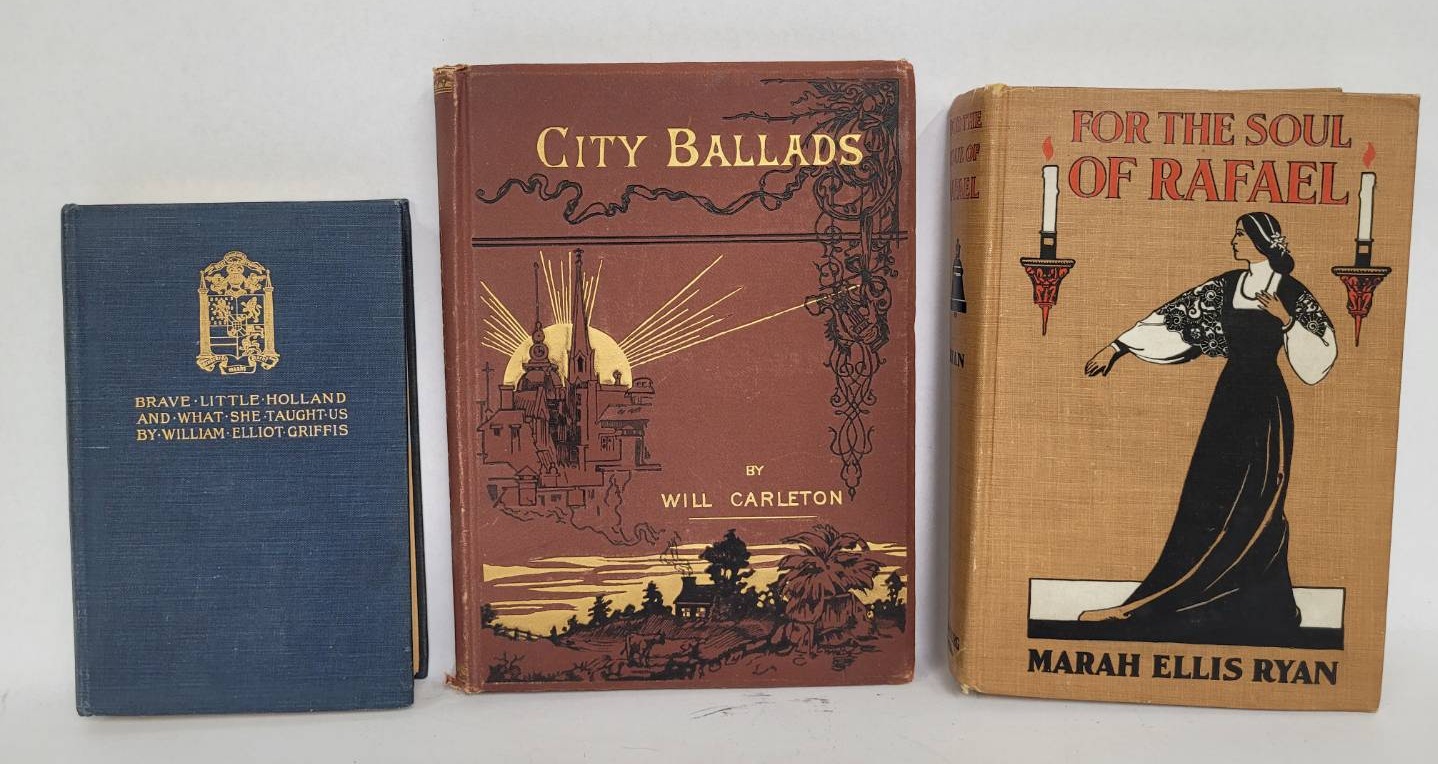 BRAVE·LITTLE·HOLLAND
AND·WHAT·SHE·TAUGHT·US
BY·WILLIAM·ELLIOT·GRIFFIS
CITY BALLADS
BY
WILL CARLETON
FOR THE SOUL
OF RAFAEL
MARAH ELLIS RYAN